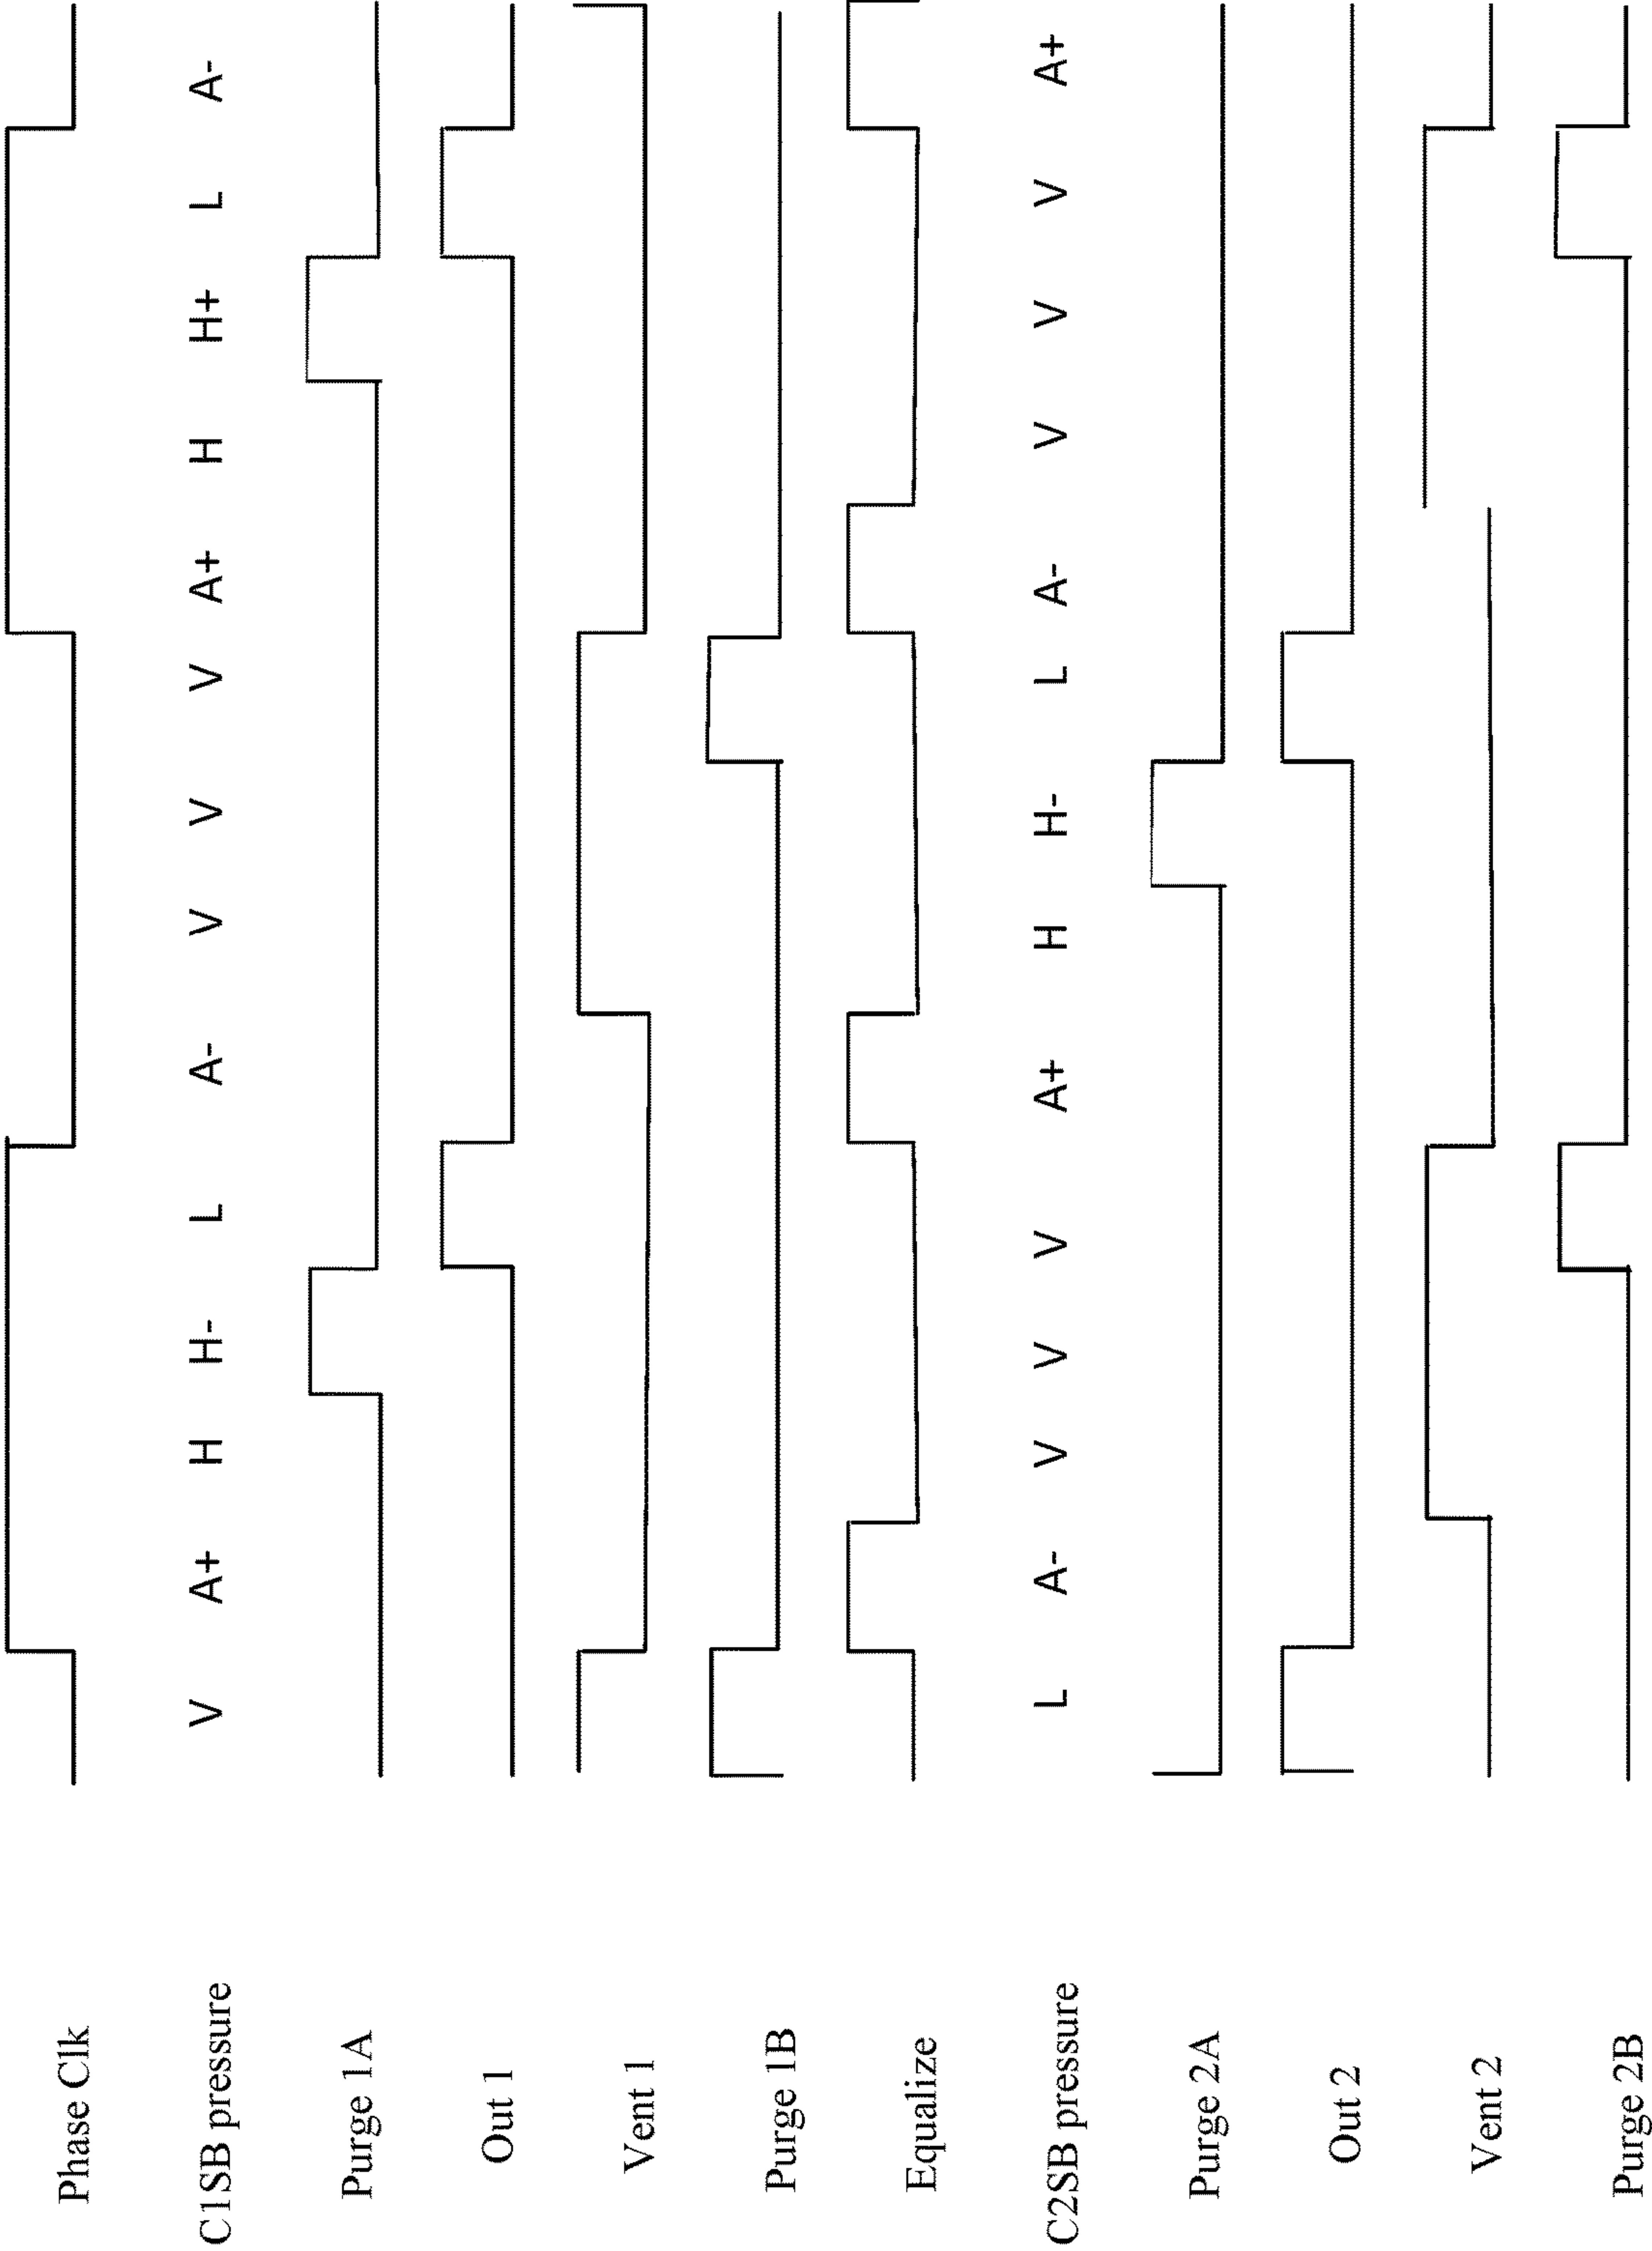 Phase Clk
C1SB pressure V A+ H H- L A- V V V A+ H H+ L A-
Purge 1A
Out 1
Vent 1
Purge 1B
Equalize
C2SB pressure L A- V V V A+ H H- L A- V V V A+
Purge 2A
Out 2
Vent 2
Purge 2B